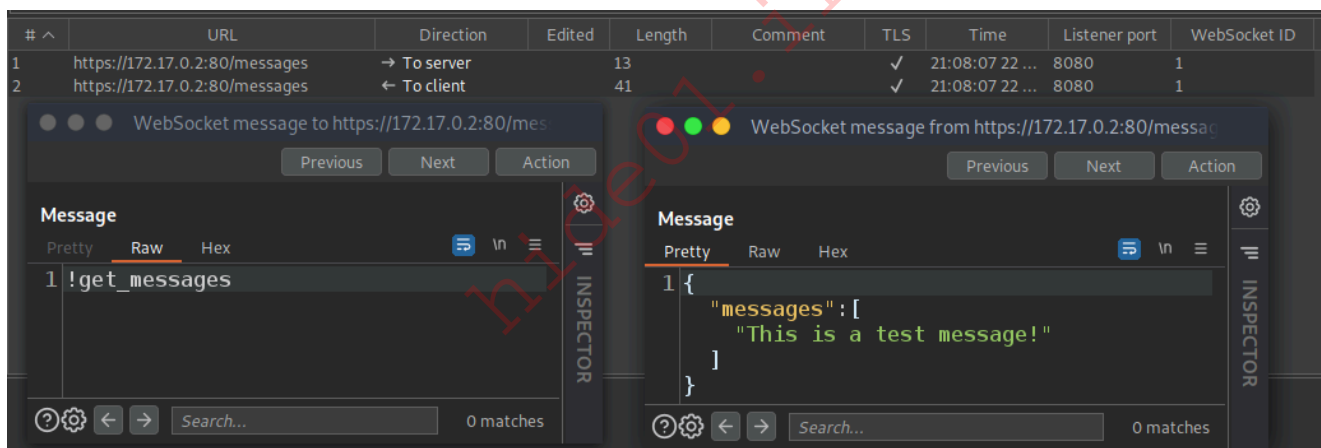 # URL Direction Edited Length Comment TLS Time Listener port WebSocket ID
1 https://172.17.0.2:80/messages → To server 13 ✓ 21:08:07 22 ... 8080 1
2 https://172.17.0.2:80/messages ← To client 41 ✓ 21:08:07 22 ... 8080 1
WebSocket message to https://172.17.0.2:80/mes
Previous Next Action
Message
Pretty Raw Hex \n
1 !get_messages
INSPECTOR
Search... 0 matches
WebSocket message from https://172.17.0.2:80/messag
Previous Next Action
Message
Pretty Raw Hex \n
1 {
"messages":[
"This is a test message!"
]
}
INSPECTOR
Search... 0 matches